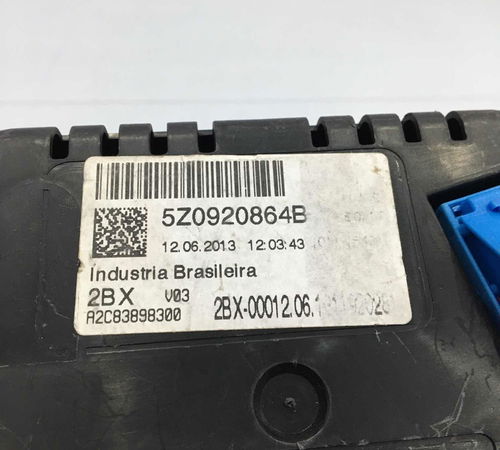 5Z0920864B
12.06.2013 12:03:43
Industria Brasileira
2BX V03
A2C83898300